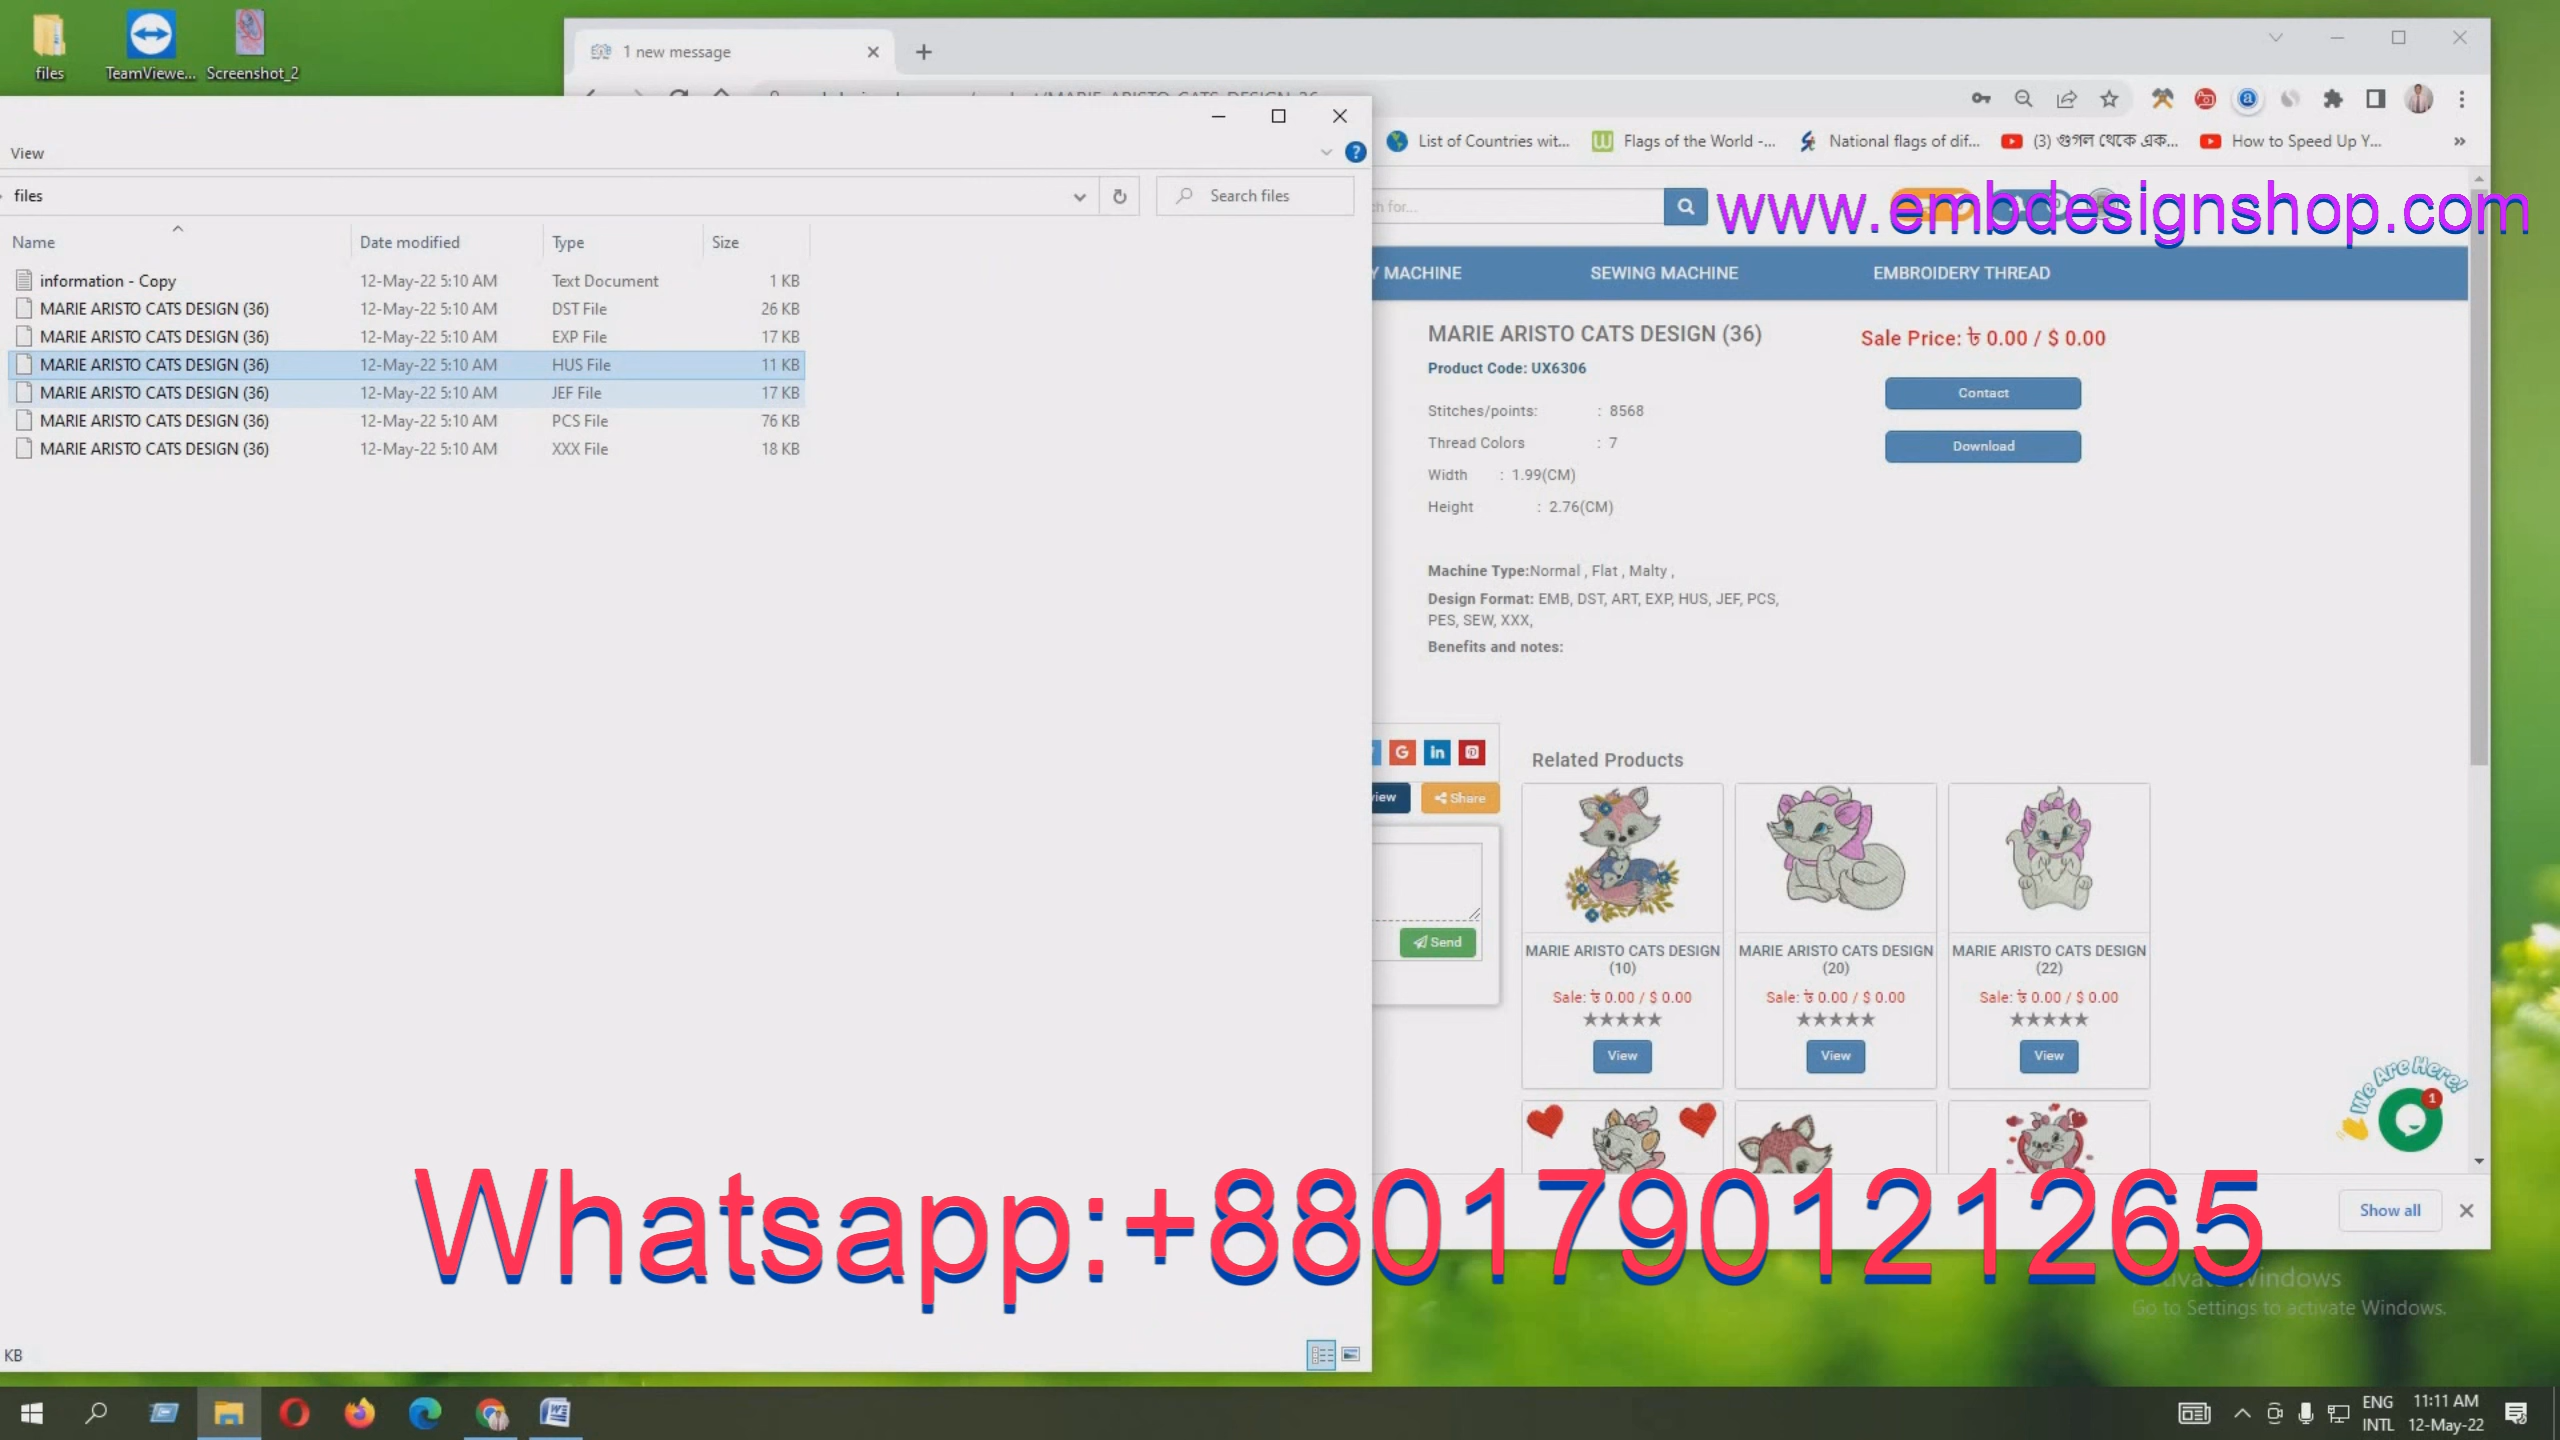 files
TeamViewe...
Screenshot_2
1 new message
View
files
Search files
List of Countries wit...
Flags of the World -...
National flags of dif...
(3) গুগল থেকে এক...
How to Speed Up Y...
www.embdesignshop.com
Name
Date modified
Type
Size
information - Copy 12-May-22 5:10 AM Text Document 1 KB
MARIE ARISTO CATS DESIGN (36) 12-May-22 5:10 AM DST File 26 KB
MARIE ARISTO CATS DESIGN (36) 12-May-22 5:10 AM EXP File 17 KB
MARIE ARISTO CATS DESIGN (36) 12-May-22 5:10 AM HUS File 11 KB
MARIE ARISTO CATS DESIGN (36) 12-May-22 5:10 AM JEF File 17 KB
MARIE ARISTO CATS DESIGN (36) 12-May-22 5:10 AM PCS File 76 KB
MARIE ARISTO CATS DESIGN (36) 12-May-22 5:10 AM XXX File 18 KB
KB
ch for...
Y MACHINE
SEWING MACHINE
EMBROIDERY THREAD
MARIE ARISTO CATS DESIGN (36)
Product Code: UX6306
Stitches/points: : 8568
Thread Colors : 7
Width : 1.99(CM)
Height : 2.76(CM)
Machine Type:Normal , Flat , Malty ,
Design Format: EMB, DST, ART, EXP, HUS, JEF, PCS,
PES, SEW, XXX,
Benefits and notes:
Sale Price: ৳ 0.00 / $ 0.00
Contact
Download
iew
Share
Send
Related Products
MARIE ARISTO CATS DESIGN
(10)
Sale: ৳ 0.00 / $ 0.00
View
MARIE ARISTO CATS DESIGN
(20)
Sale: ৳ 0.00 / $ 0.00
View
MARIE ARISTO CATS DESIGN
(22)
Sale: ৳ 0.00 / $ 0.00
View
We Are Here!
1
Whatsapp:+8801790121265
Show all
Activate Windows
Go to Settings to activate Windows.
ENG
INTL
11:11 AM
12-May-22